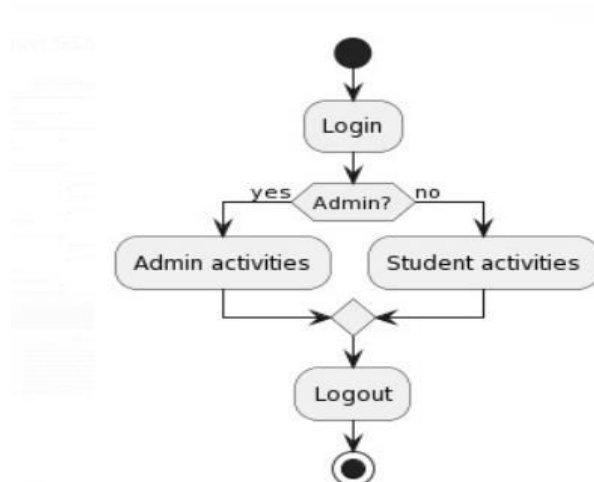 Login
Admin?
yes
no
Admin activities
Student activities
Logout